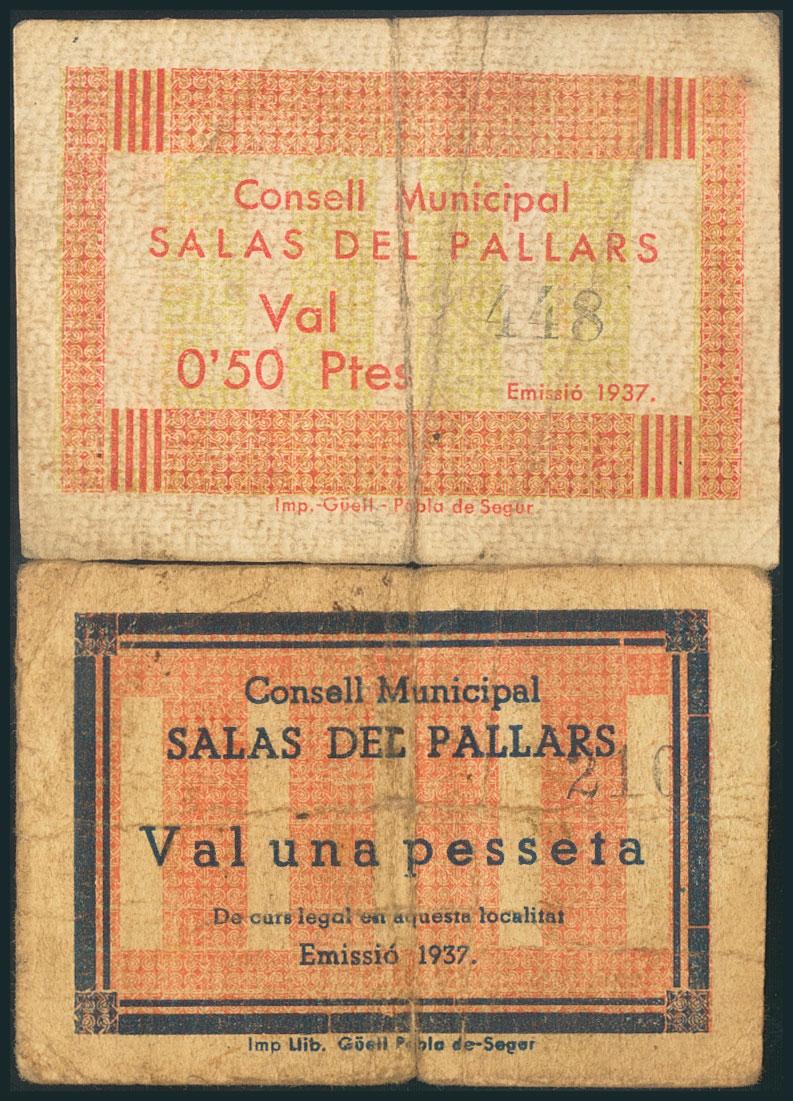 Consell Municipal
SALAS DEL PALLARS
Val 448
0'50 Ptes
Emissió 1937.
Imp.-Güell - Pobla de Segur
Consell Municipal
SALAS DEL PALLARS
210
Val una pesseta
De curs legal en aquesta localitat
Emissió 1937.
Imp Llib. Güell Pobla de-Segur